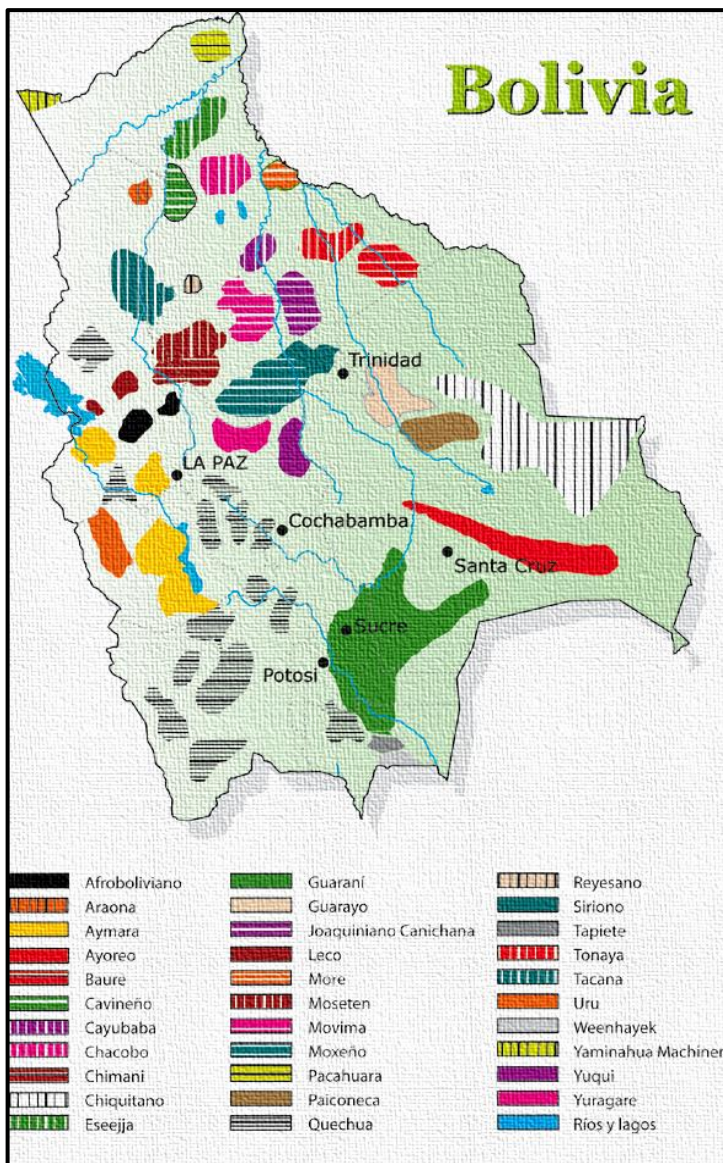 Bolivia
Trinidad
LA PAZ
Cochabamba
Santa Cruz
Sucre
Potosi
Afroboliviano
Araona
Aymara
Ayoreo
Baure
Cavineño
Cayubaba
Chacobo
Chimani
Chiquitano
Eseejja
Guaraní
Guarayo
Joaquiniano Canichana
Leco
More
Moseten
Movima
Moxeño
Pacahuara
Paiconeca
Quechua
Reyesano
Siriono
Tapiete
Tonaya
Tacana
Uru
Weenhayek
Yaminahua Machiner
Yuqui
Yuragare
Ríos y lagos